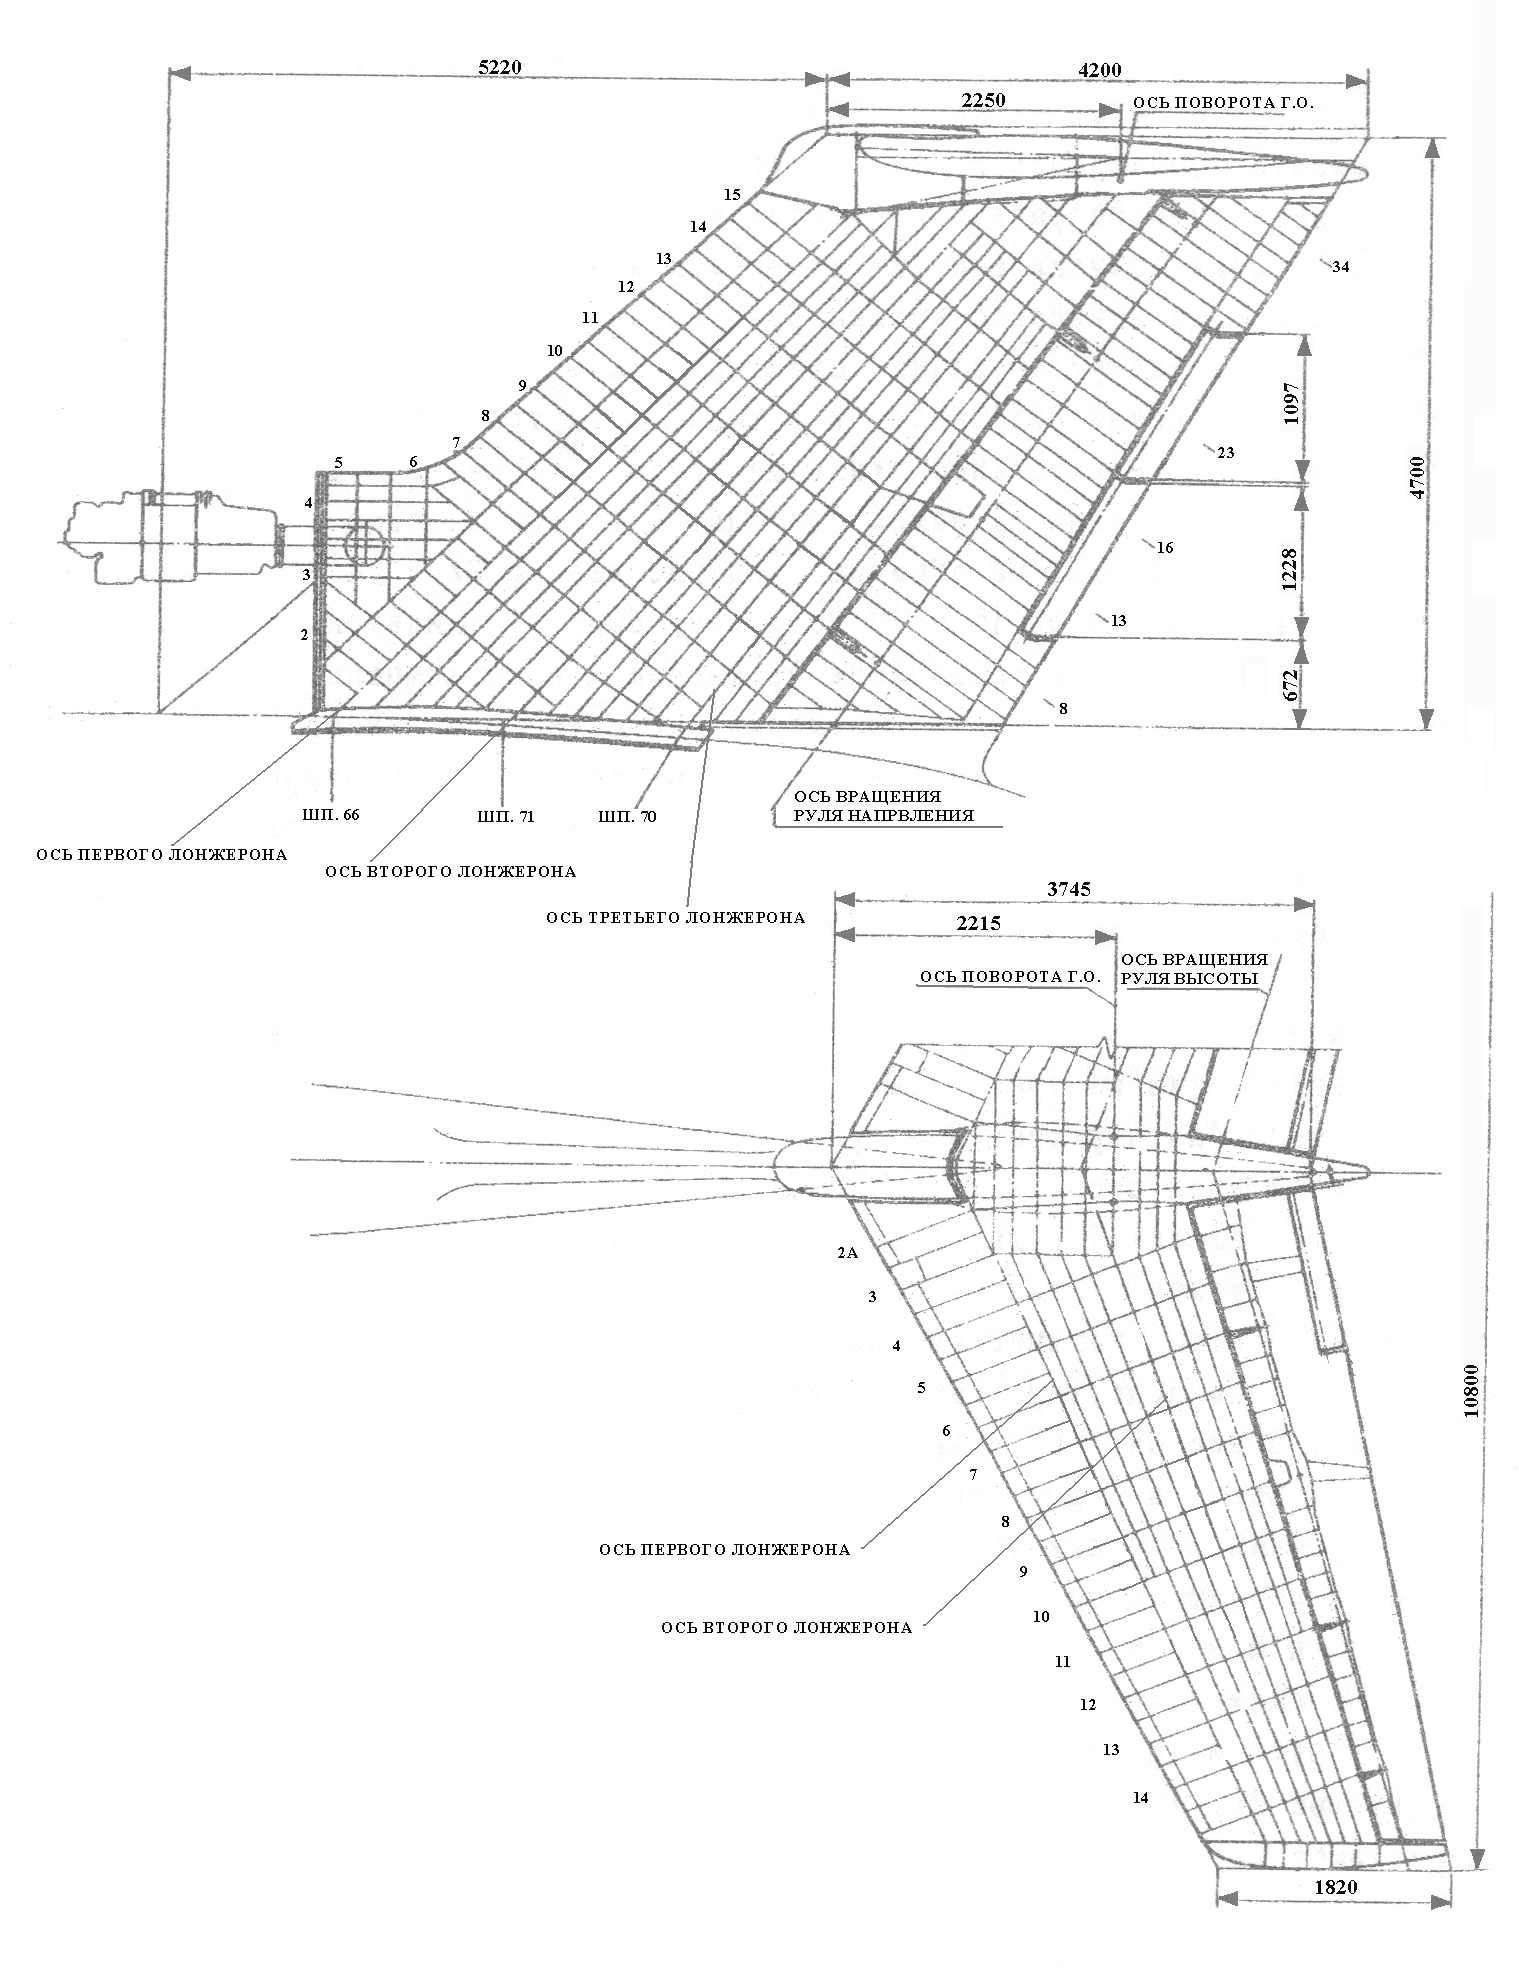 5220
4200
2250
ОСЬ ПОВОРОТА Г.О.
15
14
13
12
11
10
9
8
7
6
5
4
3
2
34
23
16
13
8
1097
1228
672
4700
ШП. 66
ШП. 71
ШП. 70
ОСЬ ВРАЩЕНИЯ
РУЛЯ НАПРВЛЕНИЯ
ОСЬ ПЕРВОГО ЛОНЖЕРОНА
ОСЬ ВТОРОГО ЛОНЖЕРОНА
ОСЬ ТРЕТЬЕГО ЛОНЖЕРОНА
3745
2215
ОСЬ ПОВОРОТА Г.О.
ОСЬ ВРАЩЕНИЯ
РУЛЯ ВЫСОТЫ
2А
3
4
5
6
7
8
9
10
11
12
13
14
ОСЬ ПЕРВОГО ЛОНЖЕРОНА
ОСЬ ВТОРОГО ЛОНЖЕРОНА
10800
1820